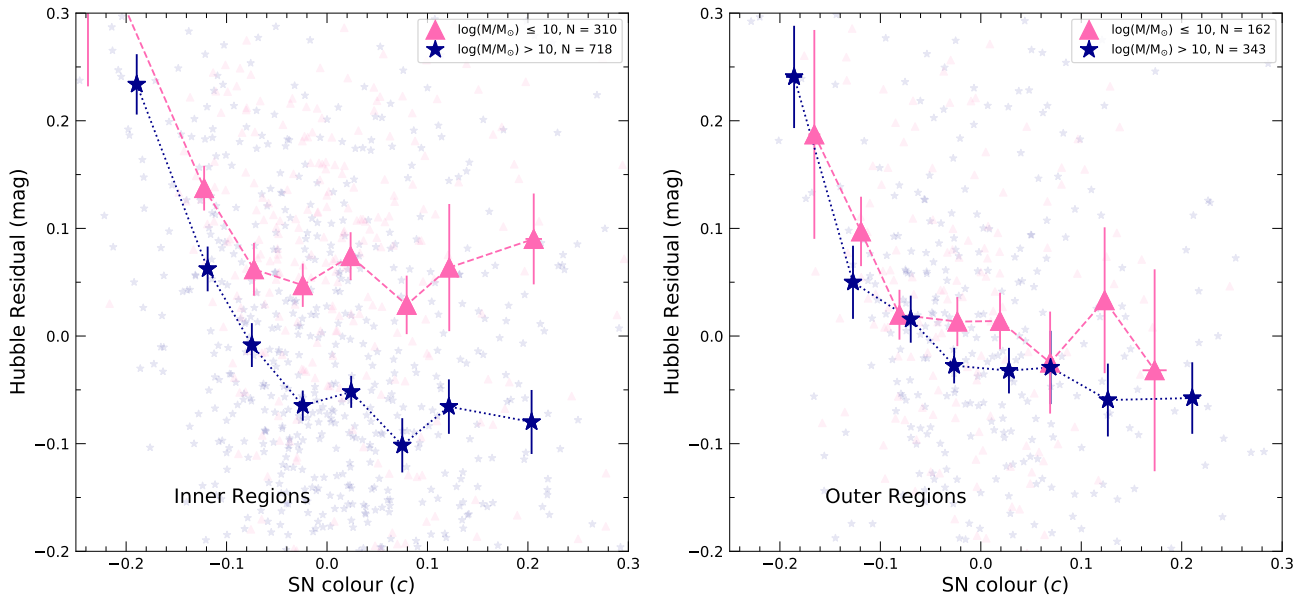 log(M/M⊙) ≤ 10, N = 310
log(M/M⊙) > 10, N = 718
0.3
0.2
0.1
0.0
−0.1
−0.2
Hubble Residual (mag)
Inner Regions
−0.2 −0.1 0.0 0.1 0.2 0.3
SN colour (c)
log(M/M⊙) ≤ 10, N = 162
log(M/M⊙) > 10, N = 343
0.3
0.2
0.1
0.0
−0.1
−0.2
Hubble Residual (mag)
Outer Regions
−0.2 −0.1 0.0 0.1 0.2 0.3
SN colour (c)